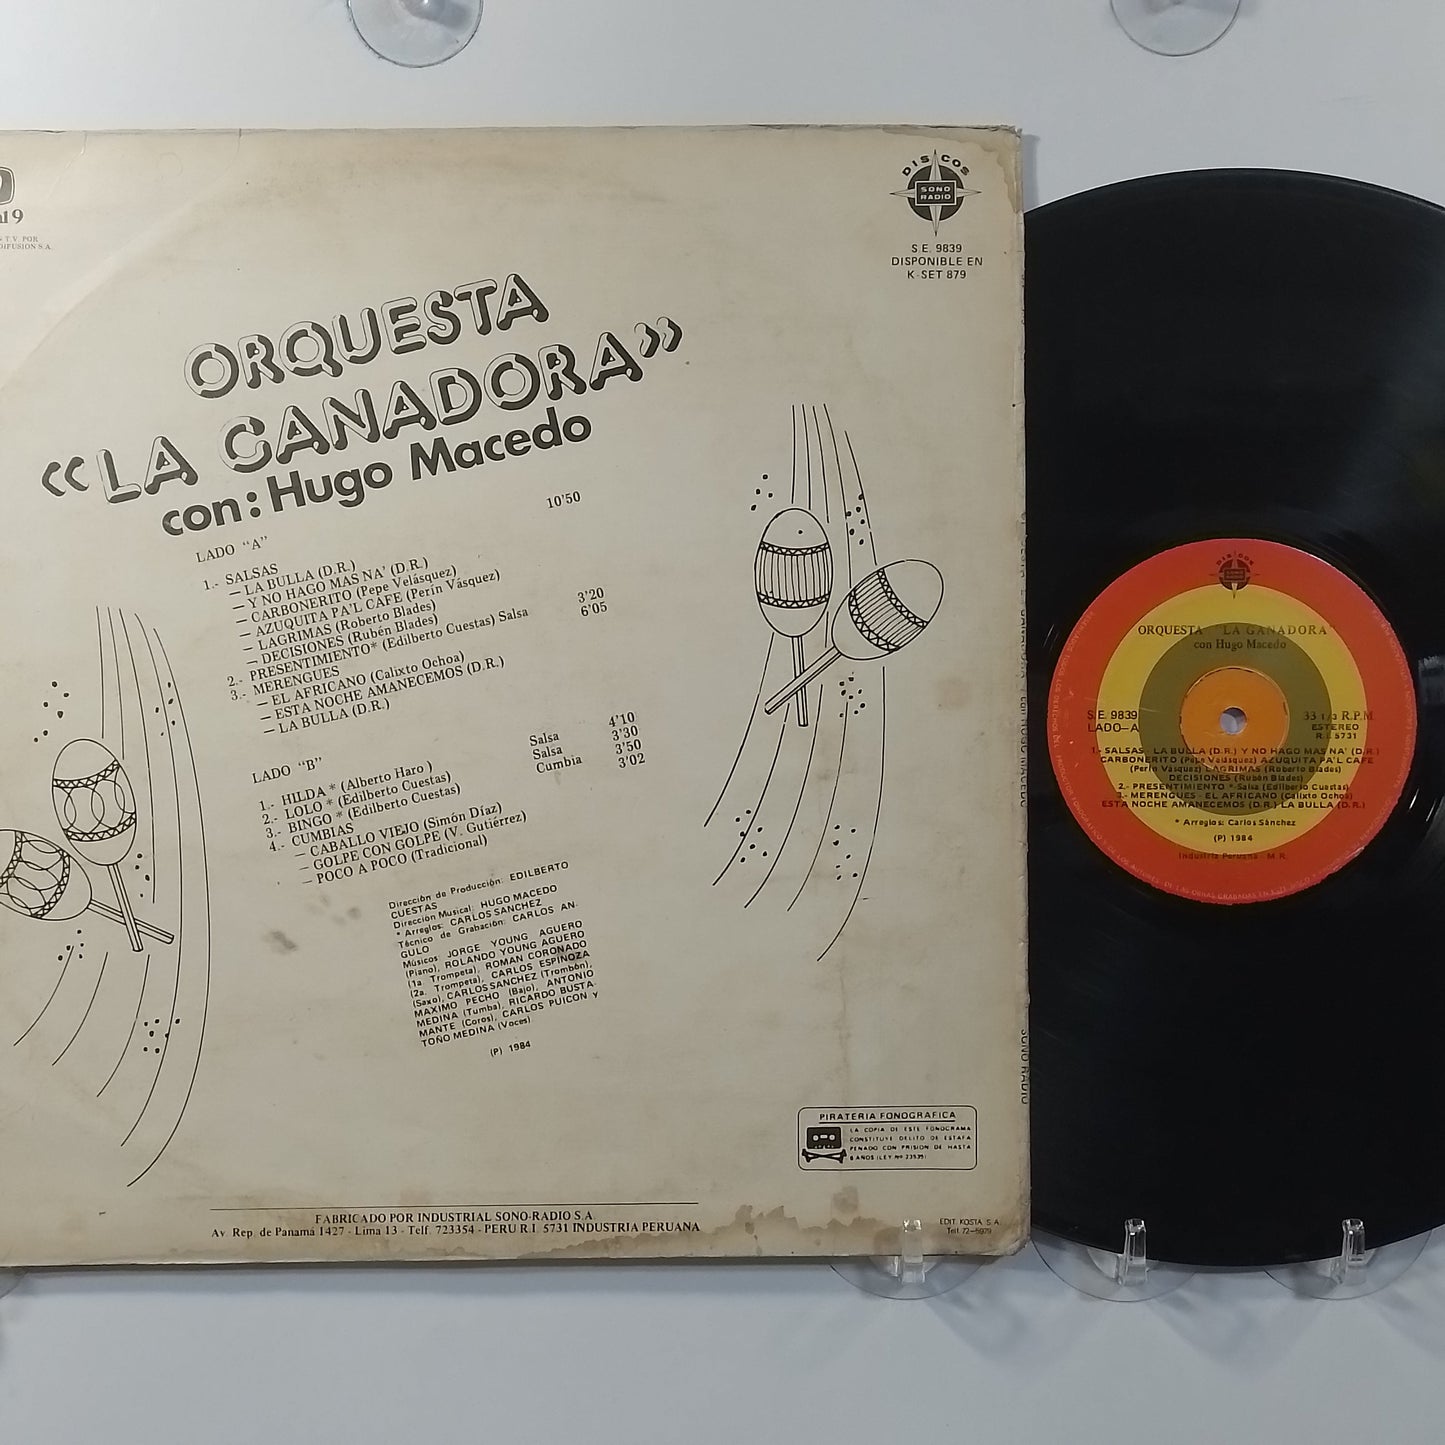 al 9
T.V. POR
DIFUSION S.A.
DISCOS
SONO
RADIO
S.E. 9839
DISPONIBLE EN
K-SET 879
ORQUESTA
«LA GANADORA»
con: Hugo Macedo
LADO "A" 10'50
1.- SALSAS
— LA BULLA (D.R.)
— Y NO HAGO MAS NA' (D.R.)
— CARBONERITO (Pepe Velásquez)
— AZUQUITA PA'L CAFE (Perín Vásquez)
— LAGRIMAS (Roberto Blades)
— DECISIONES (Rubén Blades)
2.- PRESENTIMIENTO* (Edilberto Cuestas) Salsa 3'20
3.- MERENGUES 6'05
— EL AFRICANO (Calixto Ochoa)
— ESTA NOCHE AMANECEMOS (D.R.)
— LA BULLA (D.R.)
LADO "B"
1.- HILDA * (Alberto Haro ) Salsa 4'10
2.- LOLO * (Edilberto Cuestas) Salsa 3'30
3.- BINGO * (Edilberto Cuestas) Cumbia 3'50
4.- CUMBIAS 3'02
— CABALLO VIEJO (Simón Díaz)
— GOLPE CON GOLPE (V. Gutiérrez)
— POCO A POCO (Tradicional)
Dirección de Producción: EDILBERTO
CUESTAS
Dirección Musical: HUGO MACEDO
* Arreglos: CARLOS SANCHEZ
Técnico de Grabación: CARLOS AN-
GULO
Músicos JORGE YOUNG AGUERO
(Piano), ROLANDO YOUNG AGUERO
(1a Trompeta), ROMAN CORONADO
(2a. Trompeta), CARLOS ESPINOZA
(Saxo), CARLOS SANCHEZ (Trombón),
MAXIMO PECHO (Bajo), ANTONIO
MEDINA (Tumba), RICARDO BUSTA-
MANTE (Coros), CARLOS PUICON Y
TOÑO MEDINA (Voces)
(P) 1984
PIRATERIA FONOGRAFICA
LA COPIA DE ESTE FONOGRAMA
CONSTITUYE DELITO DE ESTAFA
PENADO CON PRISION DE HASTA
6 AÑOS (LEY Nº 23535)
FABRICADO POR INDUSTRIAL SONO-RADIO S.A.
Av. Rep. de Panamá 1427 - Lima 13 - Telf. 723354 - PERU R.I. 5731 INDUSTRIA PERUANA
EDIT. KOSTA S.A.
Telf. 72-5979
SONO RADIO
DISCOS
SONO
RADIO
ORQUESTA "LA GANADORA"
con Hugo Macedo
S.E. 9839
LADO—A
33 1/3 R.P.M.
ESTEREO
R.I. 5731
1.- SALSAS - LA BULLA (D.R.) Y NO HAGO MAS NA' (D.R.)
CARBONERITO (Pepe Velásquez) AZUQUITA PA'L CAFE
(Perín Vásquez) LAGRIMAS (Roberto Blades)
DECISIONES (Rubén Blades)
2.- PRESENTIMIENTO *-Salsa (Edilberto Cuestas)
3.- MERENGUES - EL AFRICANO (Calixto Ochoa)
ESTA NOCHE AMANECEMOS (D.R.) LA BULLA (D.R.)
* Arreglos: Carlos Sánchez
(P) 1984
Industria Peruana - M.R.